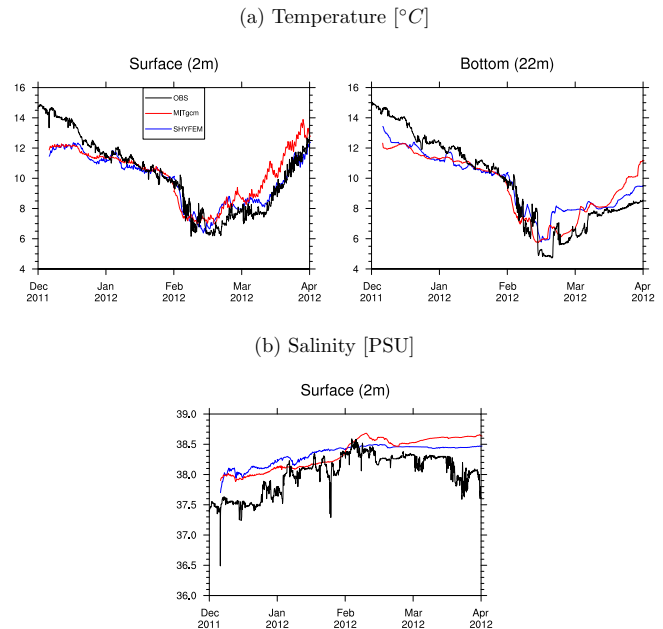 (a) Temperature [°C]
Surface (2m)
Bottom (22m)
16
14
12
10
8
6
4
OBS
MITgcm
SHYFEM
Dec
2011
Jan
2012
Feb
2012
Mar
2012
Apr
2012
16
14
12
10
8
6
4
Dec
2011
Jan
2012
Feb
2012
Mar
2012
Apr
2012
(b) Salinity [PSU]
Surface (2m)
39.0
38.5
38.0
37.5
37.0
36.5
36.0
Dec
2011
Jan
2012
Feb
2012
Mar
2012
Apr
2012